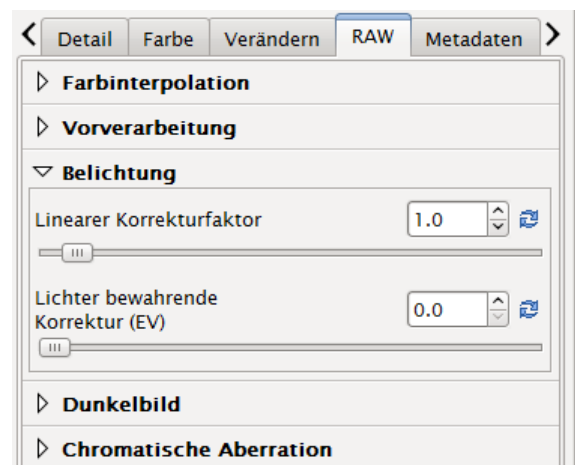 Detail Farbe Verändern RAW Metadaten
Farbinterpolation
Vorverarbeitung
Belichtung
Linearer Korrekturfaktor 1.0
Lichter bewahrende
Korrektur (EV) 0.0
Dunkelbild
Chromatische Aberration